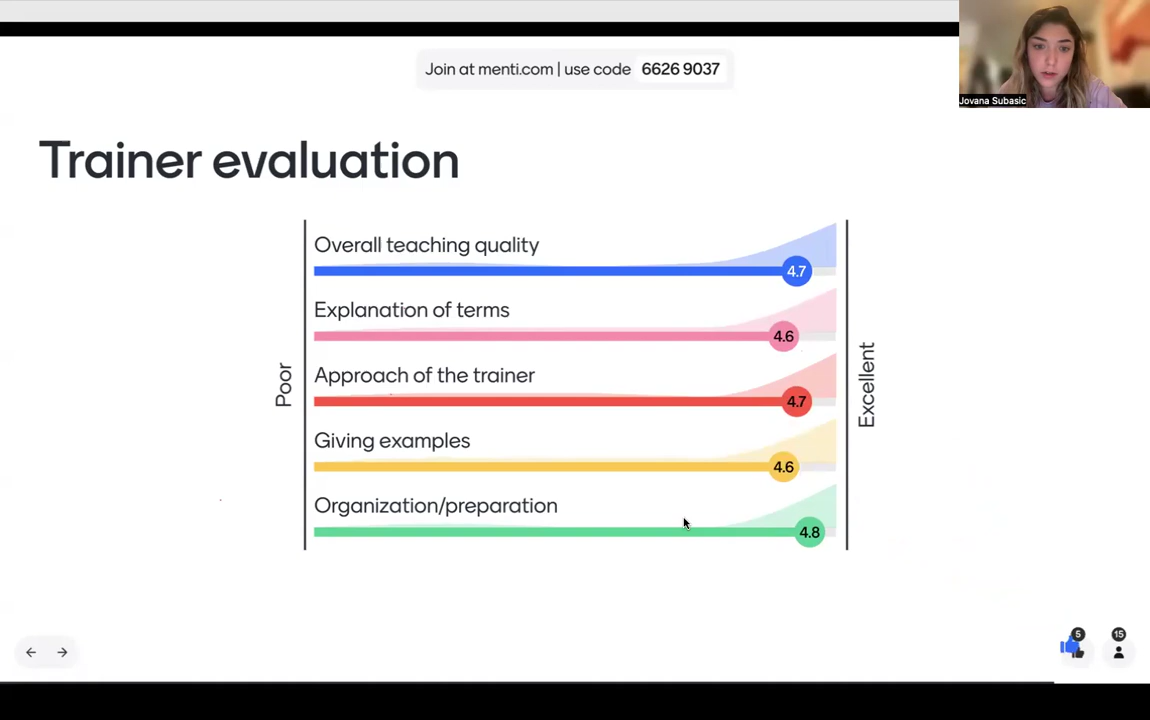 Join at menti.com | use code 6626 9037
Jovana Subasic
Trainer evaluation
Poor
Overall teaching quality
4.7
Explanation of terms
4.6
Approach of the trainer
4.7
Giving examples
4.6
Organization/preparation
4.8
Excellent
5
15